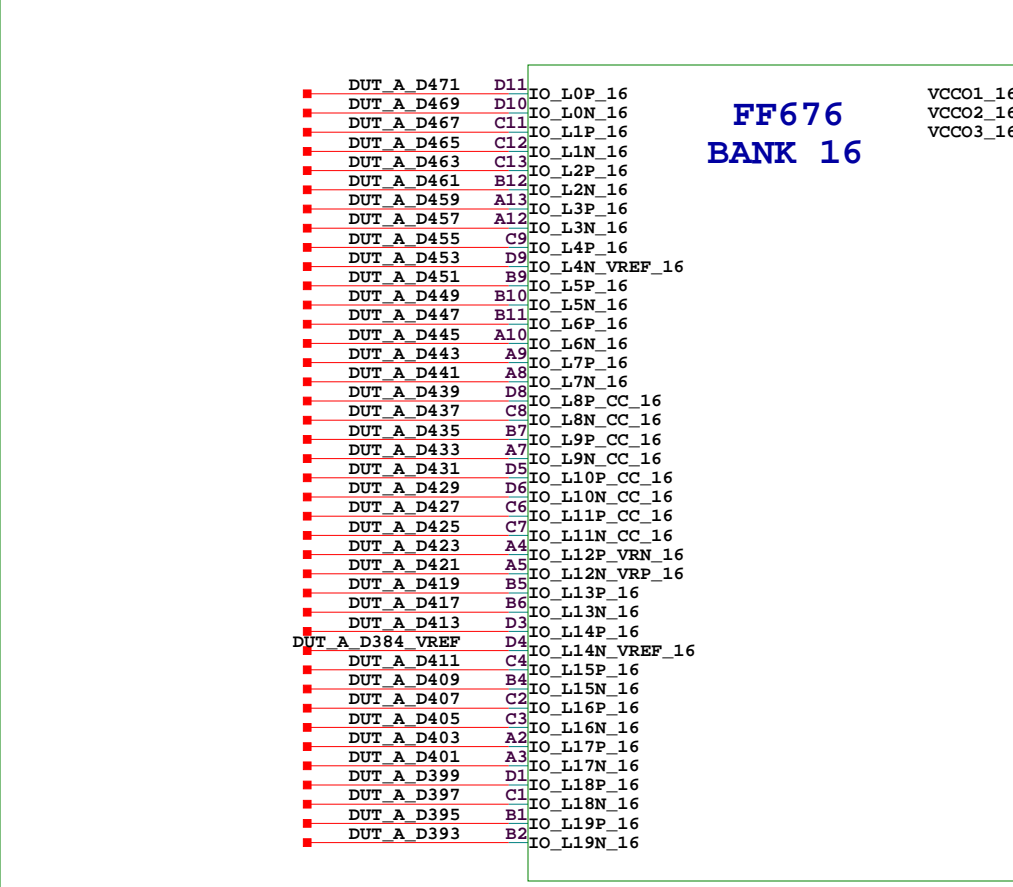 DUT_A_D471 D11 IO_L0P_16
DUT_A_D469 D10 IO_L0N_16
DUT_A_D467 C11 IO_L1P_16
DUT_A_D465 C12 IO_L1N_16
DUT_A_D463 C13 IO_L2P_16
DUT_A_D461 B12 IO_L2N_16
DUT_A_D459 A13 IO_L3P_16
DUT_A_D457 A12 IO_L3N_16
DUT_A_D455 C9 IO_L4P_16
DUT_A_D453 D9 IO_L4N_VREF_16
DUT_A_D451 B9 IO_L5P_16
DUT_A_D449 B10 IO_L5N_16
DUT_A_D447 B11 IO_L6P_16
DUT_A_D445 A10 IO_L6N_16
DUT_A_D443 A9 IO_L7P_16
DUT_A_D441 A8 IO_L7N_16
DUT_A_D439 D8 IO_L8P_CC_16
DUT_A_D437 C8 IO_L8N_CC_16
DUT_A_D435 B7 IO_L9P_CC_16
DUT_A_D433 A7 IO_L9N_CC_16
DUT_A_D431 D5 IO_L10P_CC_16
DUT_A_D429 D6 IO_L10N_CC_16
DUT_A_D427 C6 IO_L11P_CC_16
DUT_A_D425 C7 IO_L11N_CC_16
DUT_A_D423 A4 IO_L12P_VRN_16
DUT_A_D421 A5 IO_L12N_VRP_16
DUT_A_D419 B5 IO_L13P_16
DUT_A_D417 B6 IO_L13N_16
DUT_A_D413 D3 IO_L14P_16
DUT_A_D384_VREF D4 IO_L14N_VREF_16
DUT_A_D411 C4 IO_L15P_16
DUT_A_D409 B4 IO_L15N_16
DUT_A_D407 C2 IO_L16P_16
DUT_A_D405 C3 IO_L16N_16
DUT_A_D403 A2 IO_L17P_16
DUT_A_D401 A3 IO_L17N_16
DUT_A_D399 D1 IO_L18P_16
DUT_A_D397 C1 IO_L18N_16
DUT_A_D395 B1 IO_L19P_16
DUT_A_D393 B2 IO_L19N_16
FF676
BANK 16
VCCO1_16
VCCO2_16
VCCO3_16